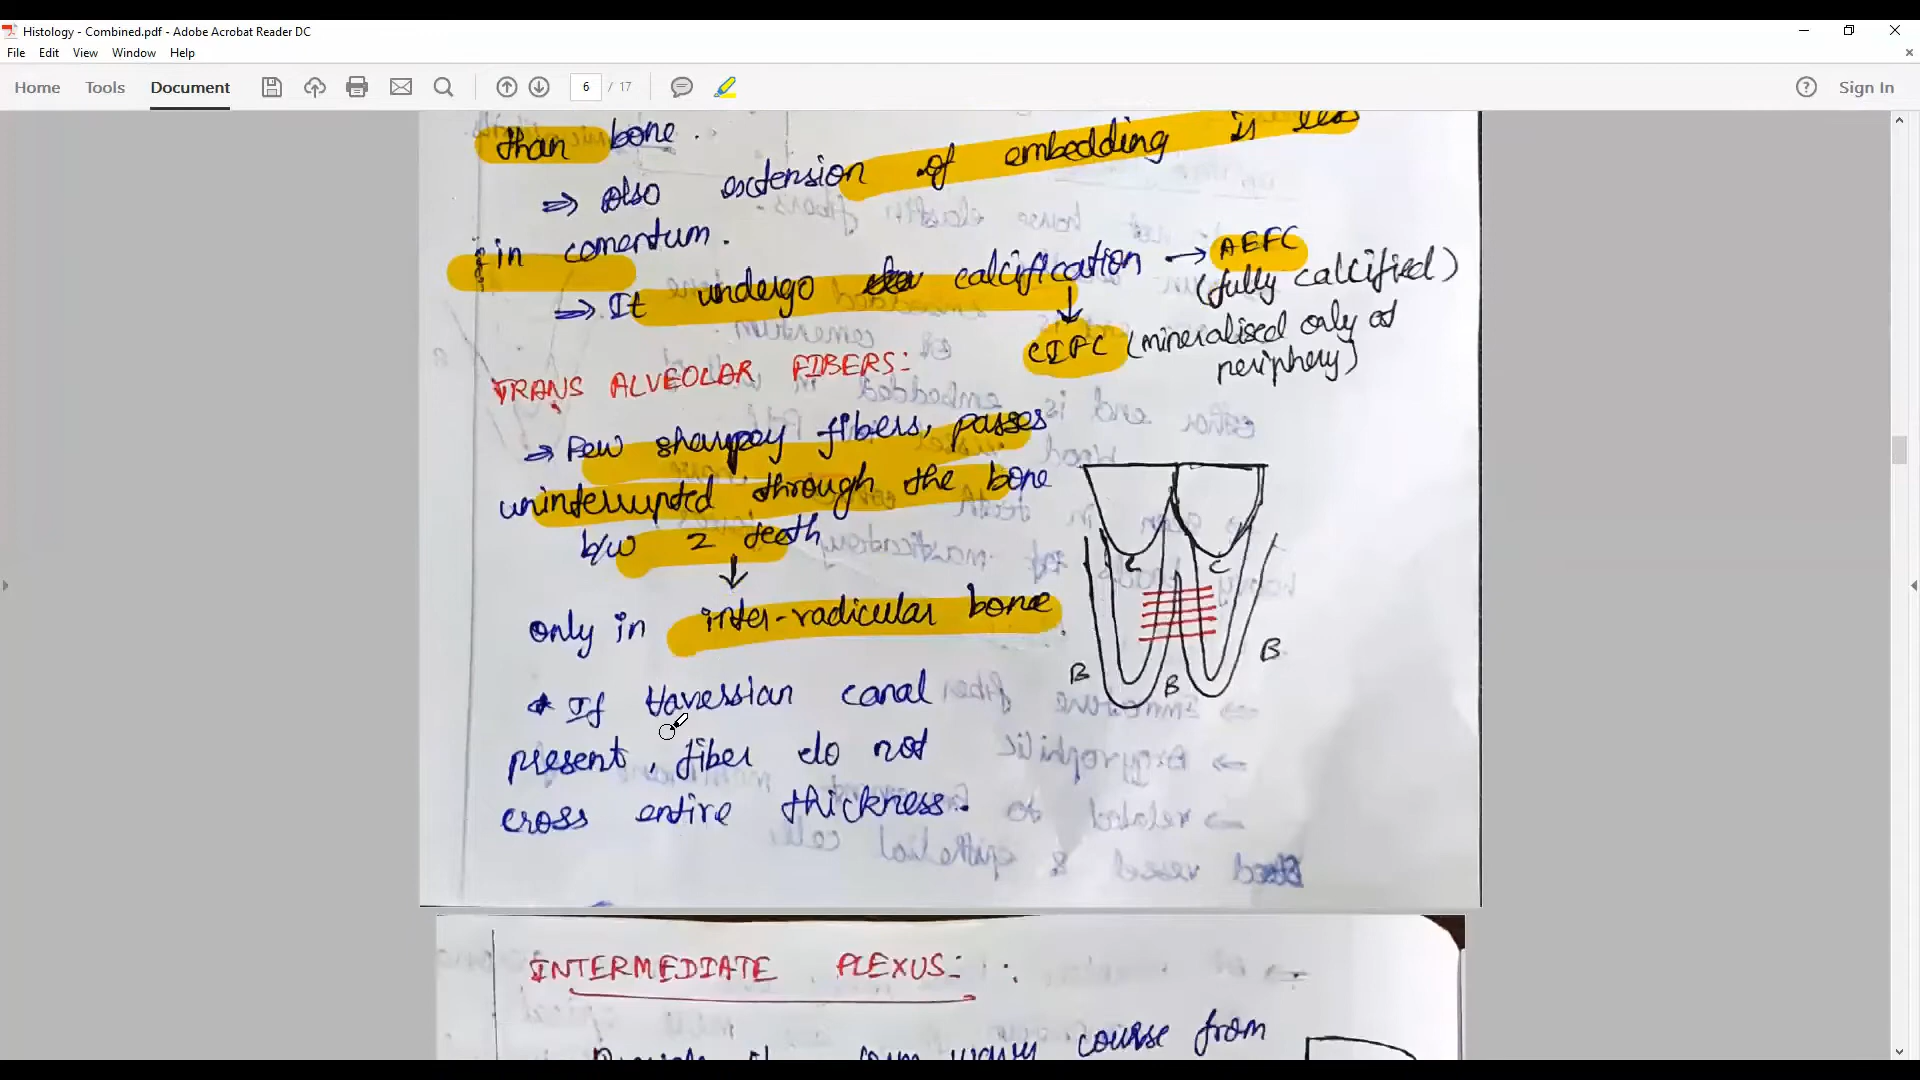 Histology - Combined.pdf - Adobe Acrobat Reader DC
File Edit View Window Help
Home Tools Document 6 / 17 Sign In
than bone.
⇒ Also extension of embedding is less
in cementum.
⇒ It undergo calcification → AEFC
(fully calcified)
↓
CIFC (mineralised only at
periphery)
TRANS ALVEOLAR FIBERS:
→ Few sharpey fibers, passes
uninterrupted through the bone
b/w 2 teeth
↓
only in inter-radicular bone.
C C
B B B
* If Haversian canal
present, fiber do not
cross entire thickness.
INTERMEDIATE PLEXUS:
course from